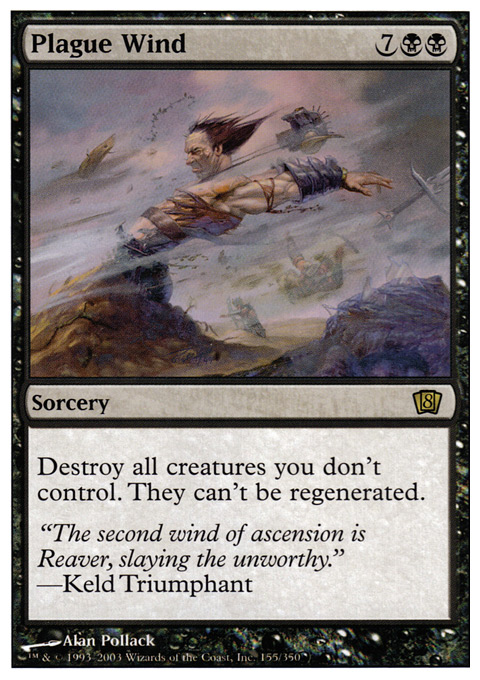 Plague Wind 7
Sorcery 8
Destroy all creatures you don't
control. They can't be regenerated.
“The second wind of ascension is
Reaver, slaying the unworthy.”
—Keld Triumphant
Alan Pollack
™ & © 1993–2003 Wizards of the Coast, Inc. 155/350